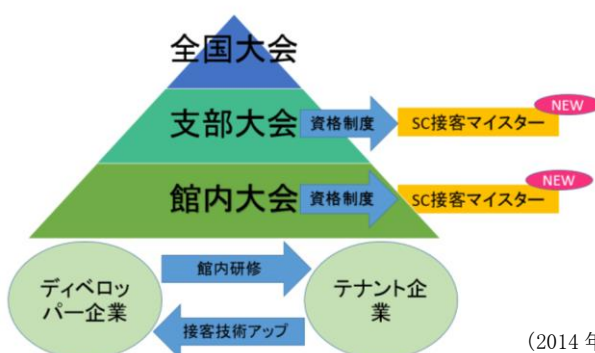 全国大会
NEW
支部大会
資格制度
SC接客マイスター
NEW
館内大会
資格制度
SC接客マイスター
館内研修
ディベロッ
パー企業
テナント企
業
接客技術アップ
(2014 年